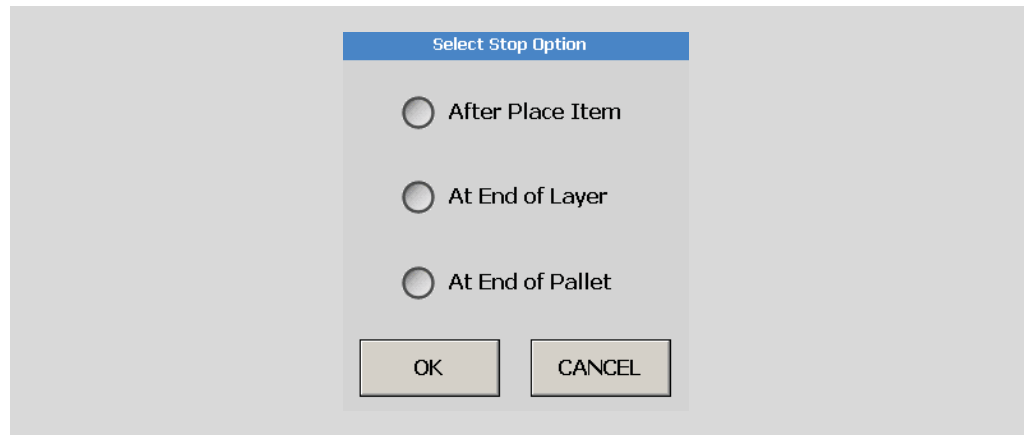 Select Stop Option
After Place Item
At End of Layer
At End of Pallet
OK CANCEL